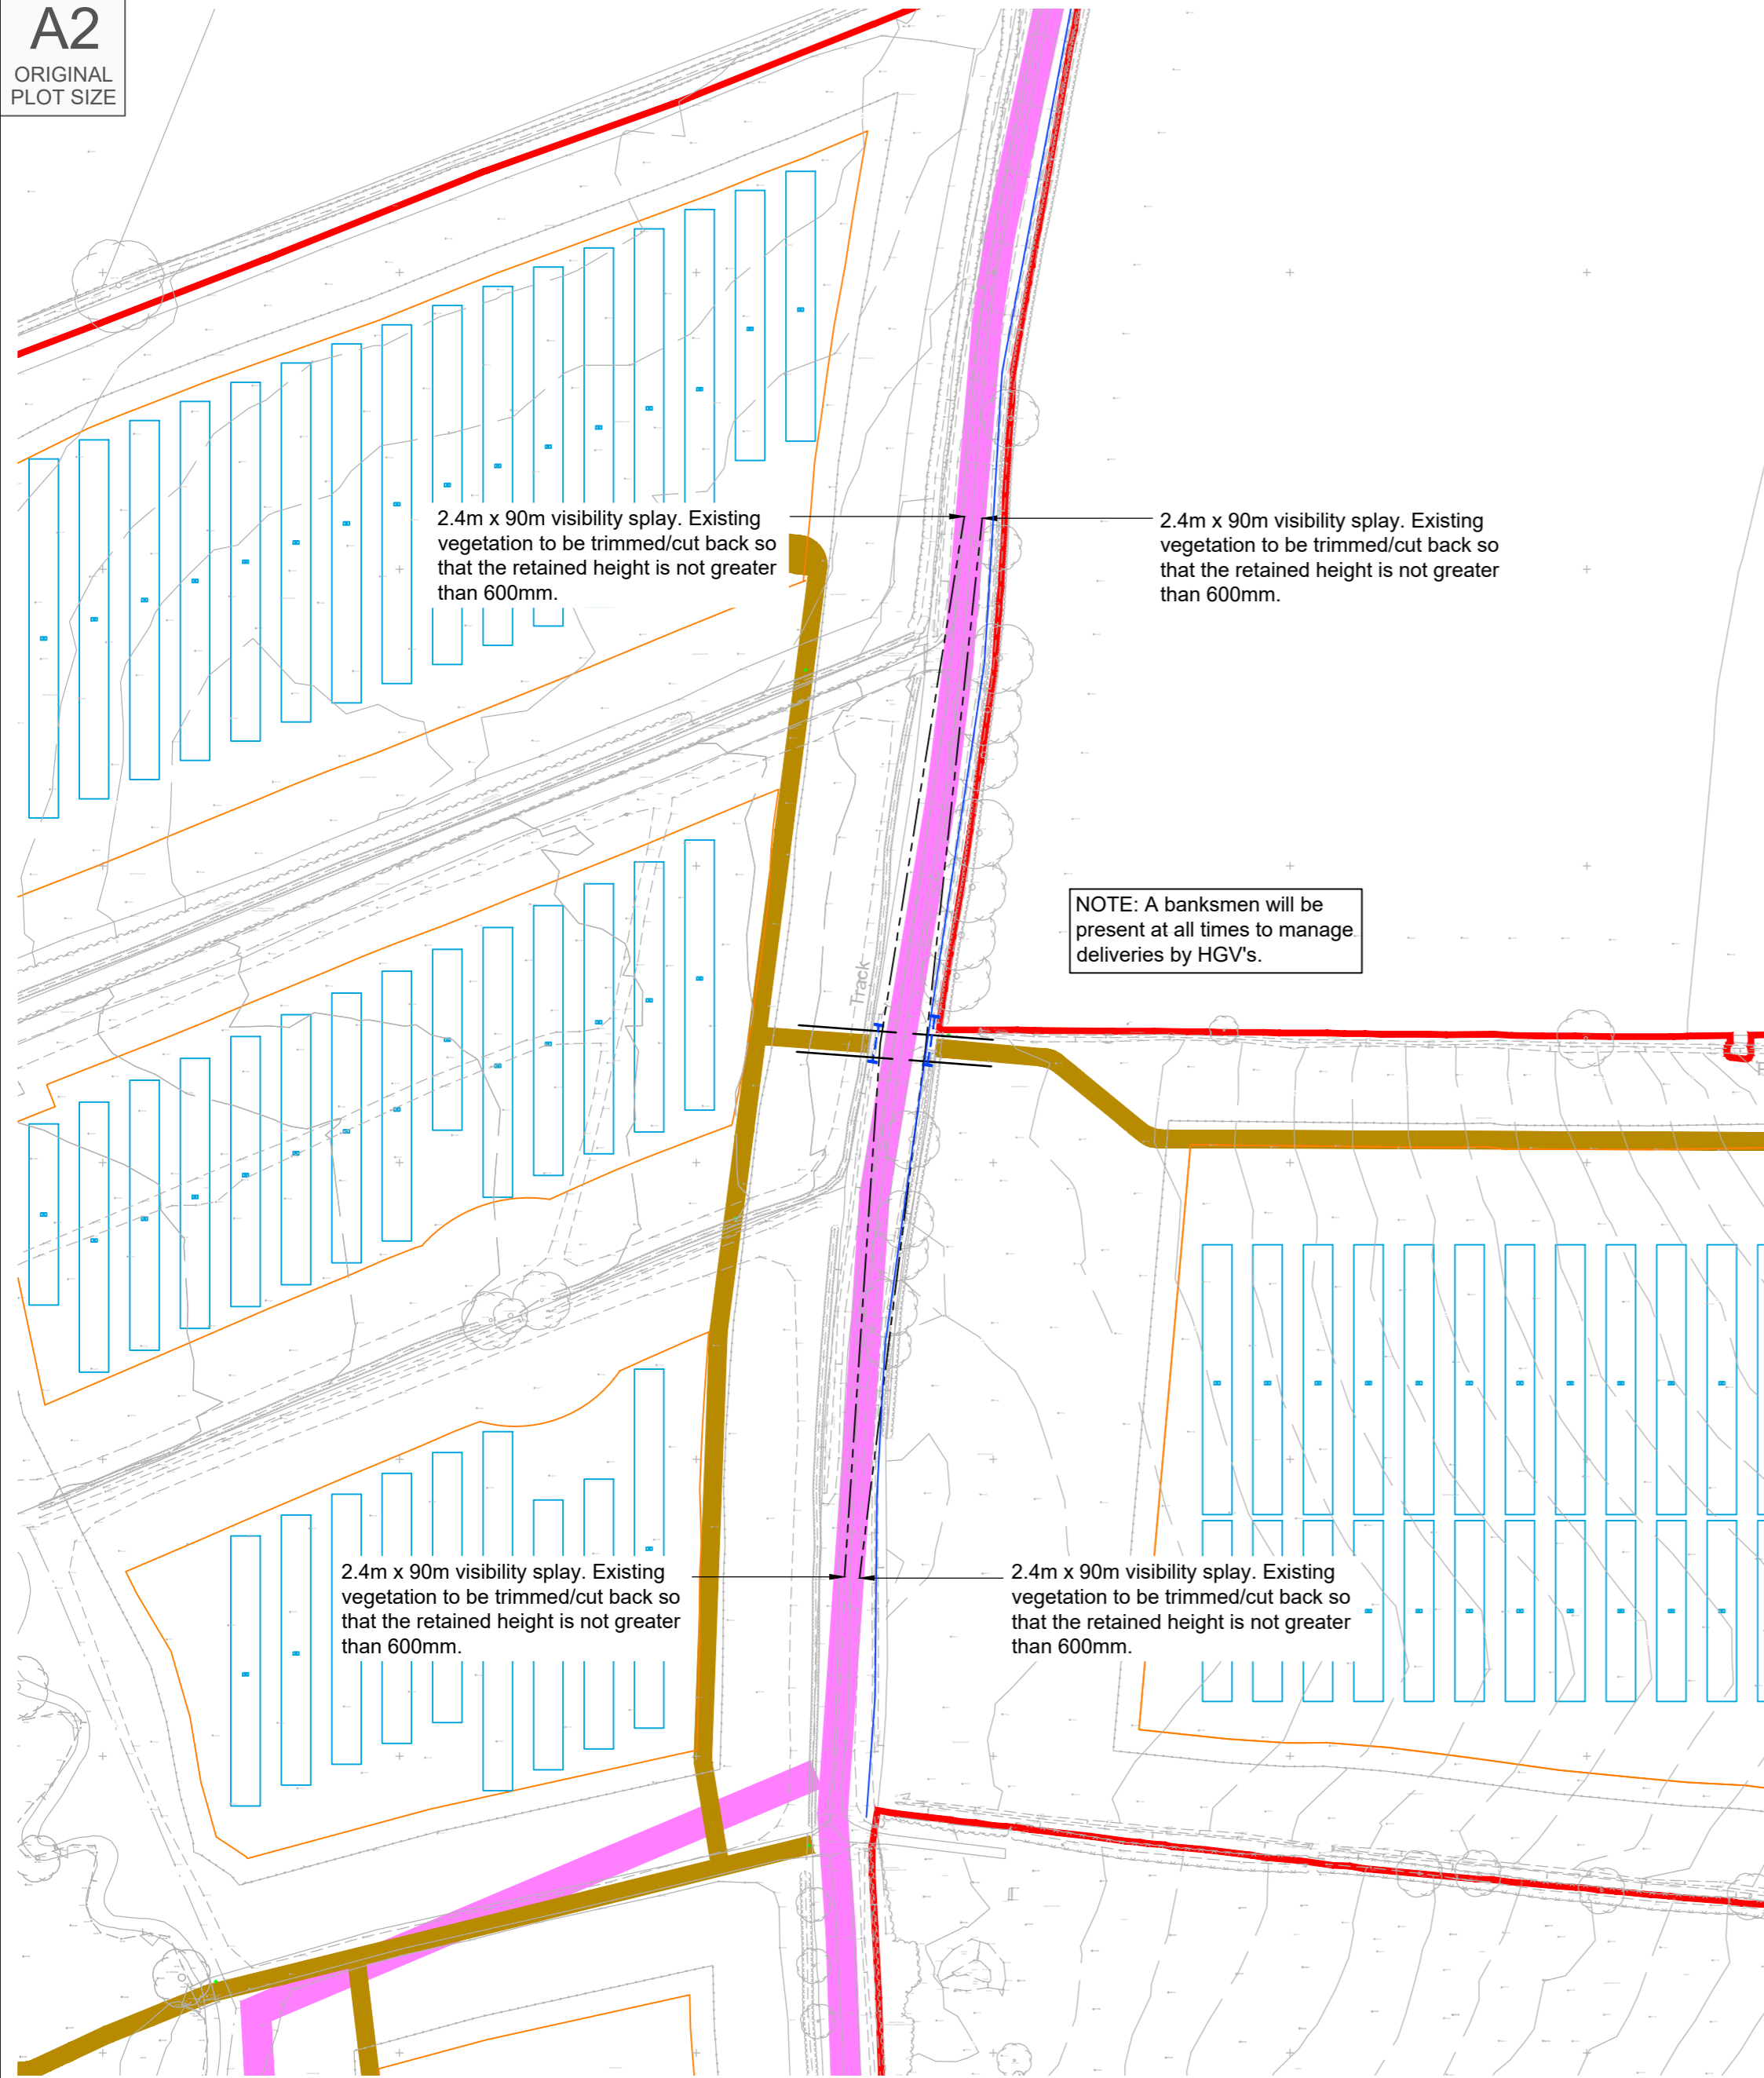 A2
ORIGINAL
PLOT SIZE
2.4m x 90m visibility splay. Existing
vegetation to be trimmed/cut back so
that the retained height is not greater
than 600mm.
2.4m x 90m visibility splay. Existing
vegetation to be trimmed/cut back so
that the retained height is not greater
than 600mm.
NOTE: A banksmen will be
present at all times to manage
deliveries by HGV's.
Track
2.4m x 90m visibility splay. Existing
vegetation to be trimmed/cut back so
that the retained height is not greater
than 600mm.
2.4m x 90m visibility splay. Existing
vegetation to be trimmed/cut back so
that the retained height is not greater
than 600mm.